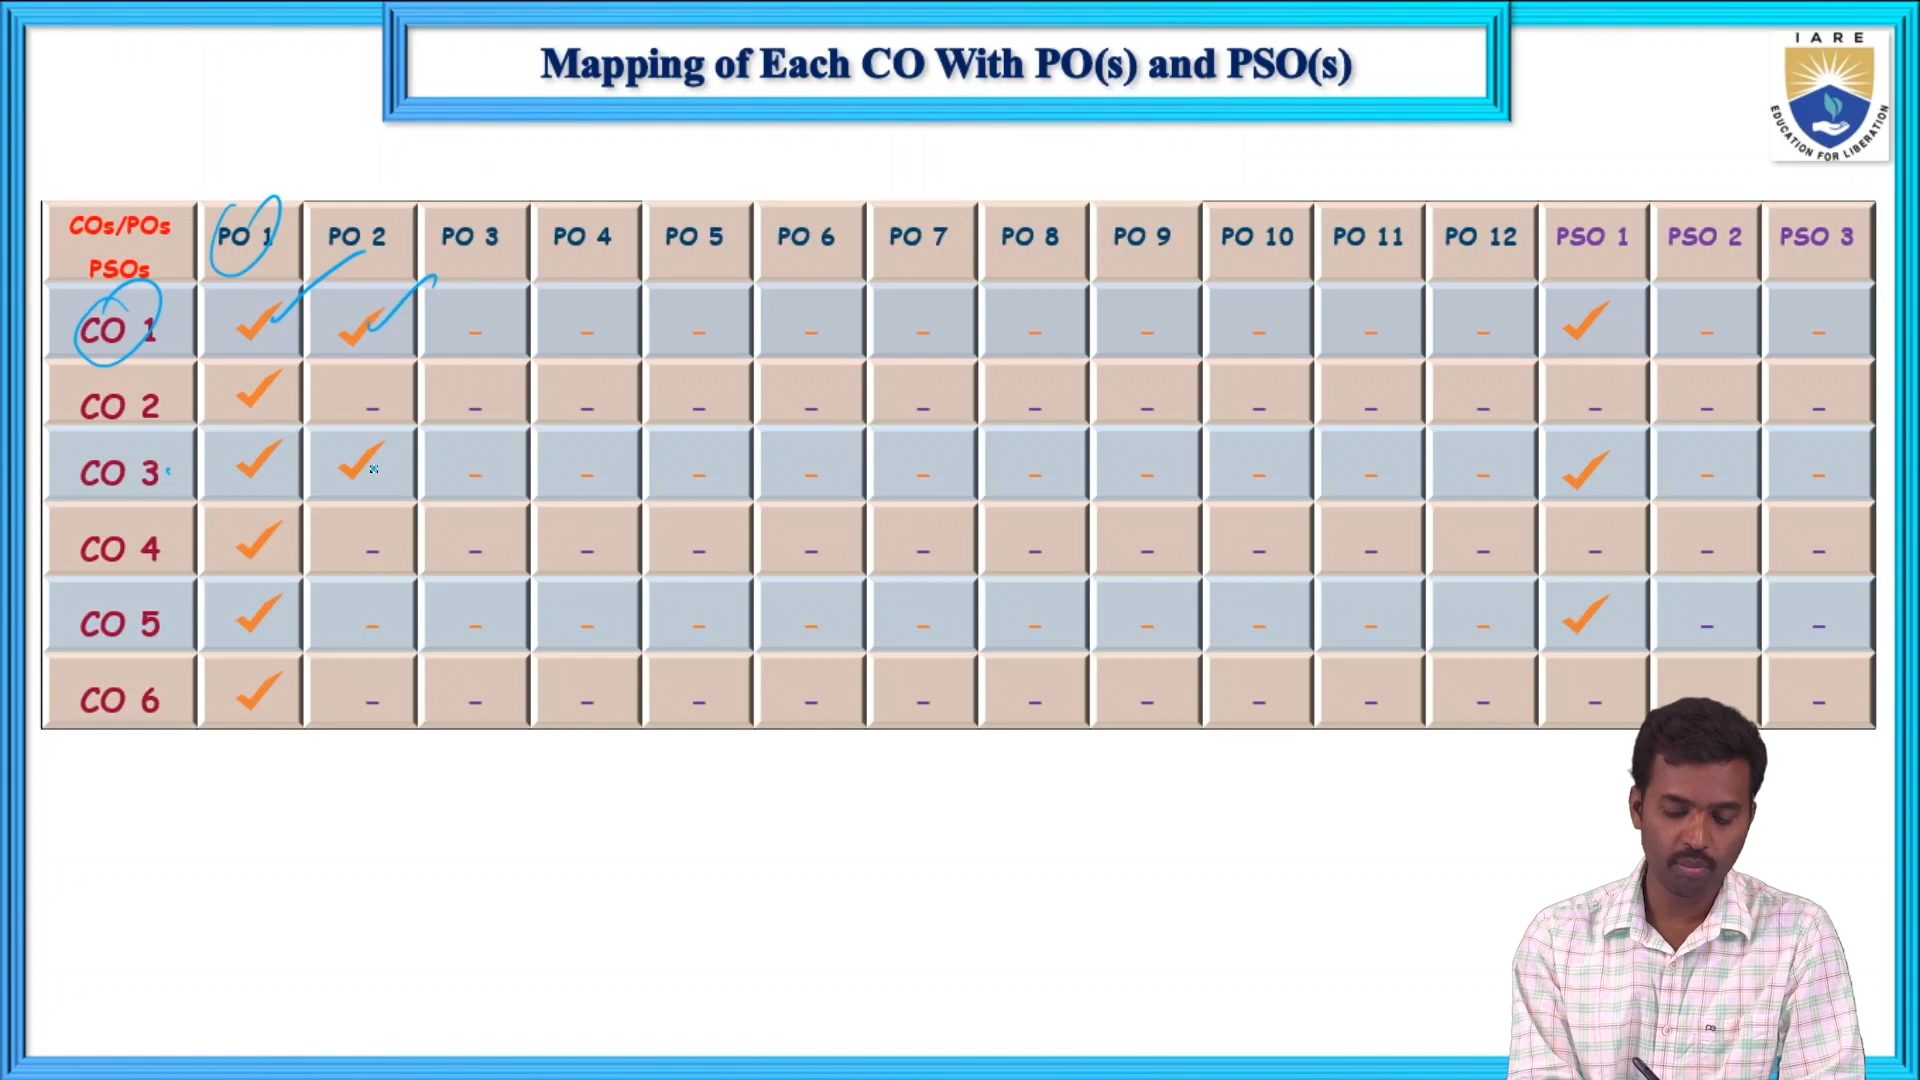 Mapping of Each CO With PO(s) and PSO(s)
IARE
EDUCATION FOR LIBERATION
COs/POs PSOs PO 1 PO 2 PO 3 PO 4 PO 5 PO 6 PO 7 PO 8 PO 9 PO 10 PO 11 PO 12 PSO 1 PSO 2 PSO 3
CO 1 ✓ ✓ - - - - - - - - - - ✓ - -
CO 2 ✓ - - - - - - - - - - - - - -
CO 3 ✓ ✓ - - - - - - - - - - ✓ - -
CO 4 ✓ - - - - - - - - - - - - - -
CO 5 ✓ - - - - - - - - - - - ✓ - -
CO 6 ✓ - - - - - - - - - - - - -